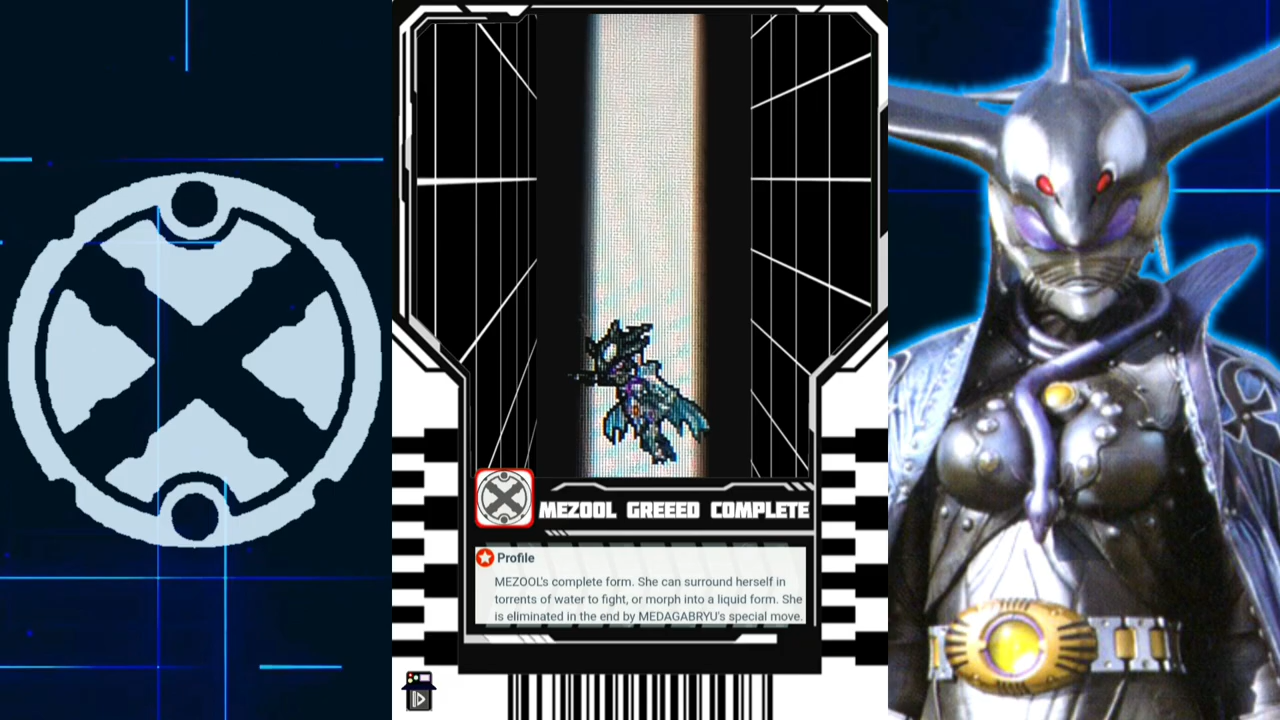 MEZOOL GREEED COMPLETE
Profile
MEZOOL's complete form. She can surround herself in
torrents of water to fight, or morph into a liquid form. She
is eliminated in the end by MEDAGABRYU's special move.